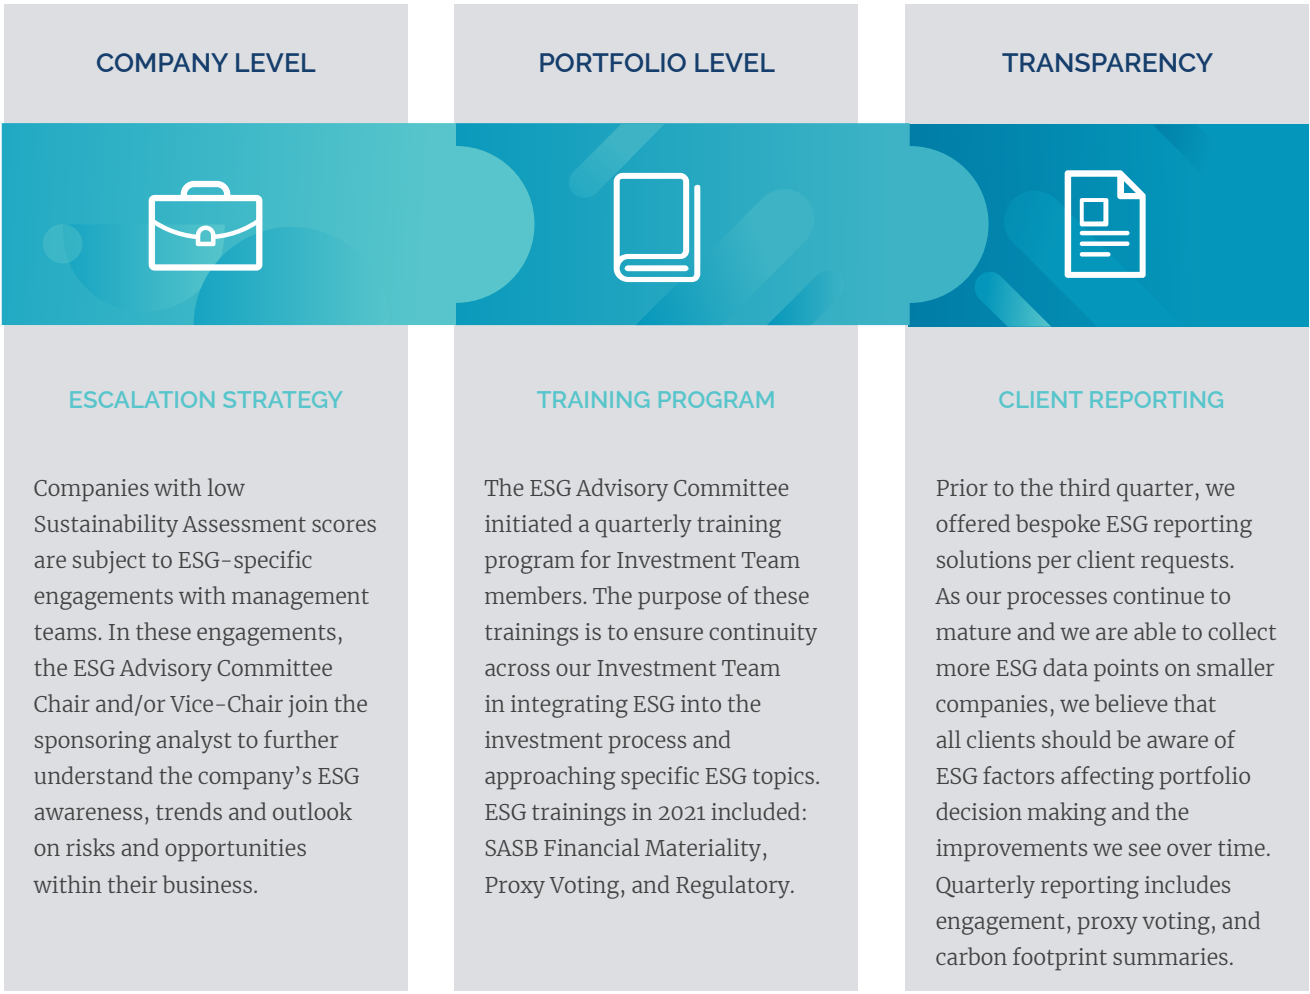 COMPANY LEVEL
ESCALATION STRATEGY
Companies with low
Sustainability Assessment scores
are subject to ESG-specific
engagements with management
teams. In these engagements,
the ESG Advisory Committee
Chair and/or Vice-Chair join the
sponsoring analyst to further
understand the company’s ESG
awareness, trends and outlook
on risks and opportunities
within their business.
PORTFOLIO LEVEL
TRAINING PROGRAM
The ESG Advisory Committee
initiated a quarterly training
program for Investment Team
members. The purpose of these
trainings is to ensure continuity
across our Investment Team
in integrating ESG into the
investment process and
approaching specific ESG topics.
ESG trainings in 2021 included:
SASB Financial Materiality,
Proxy Voting, and Regulatory.
TRANSPARENCY
CLIENT REPORTING
Prior to the third quarter, we
offered bespoke ESG reporting
solutions per client requests.
As our processes continue to
mature and we are able to collect
more ESG data points on smaller
companies, we believe that
all clients should be aware of
ESG factors affecting portfolio
decision making and the
improvements we see over time.
Quarterly reporting includes
engagement, proxy voting, and
carbon footprint summaries.